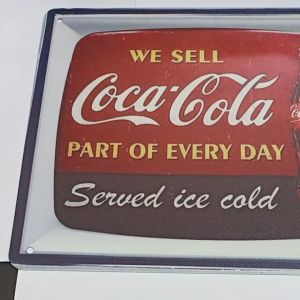 WE SELL
Coca-Cola
PART OF EVERY DAY
Served ice cold